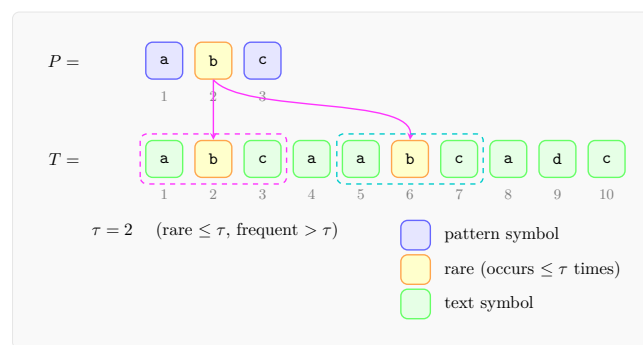 P = a b c
1 2 3
T = a b c a a b c a d c
1 2 3 4 5 6 7 8 9 10
τ = 2 (rare ≤ τ, frequent > τ)
pattern symbol
rare (occurs ≤ τ times)
text symbol